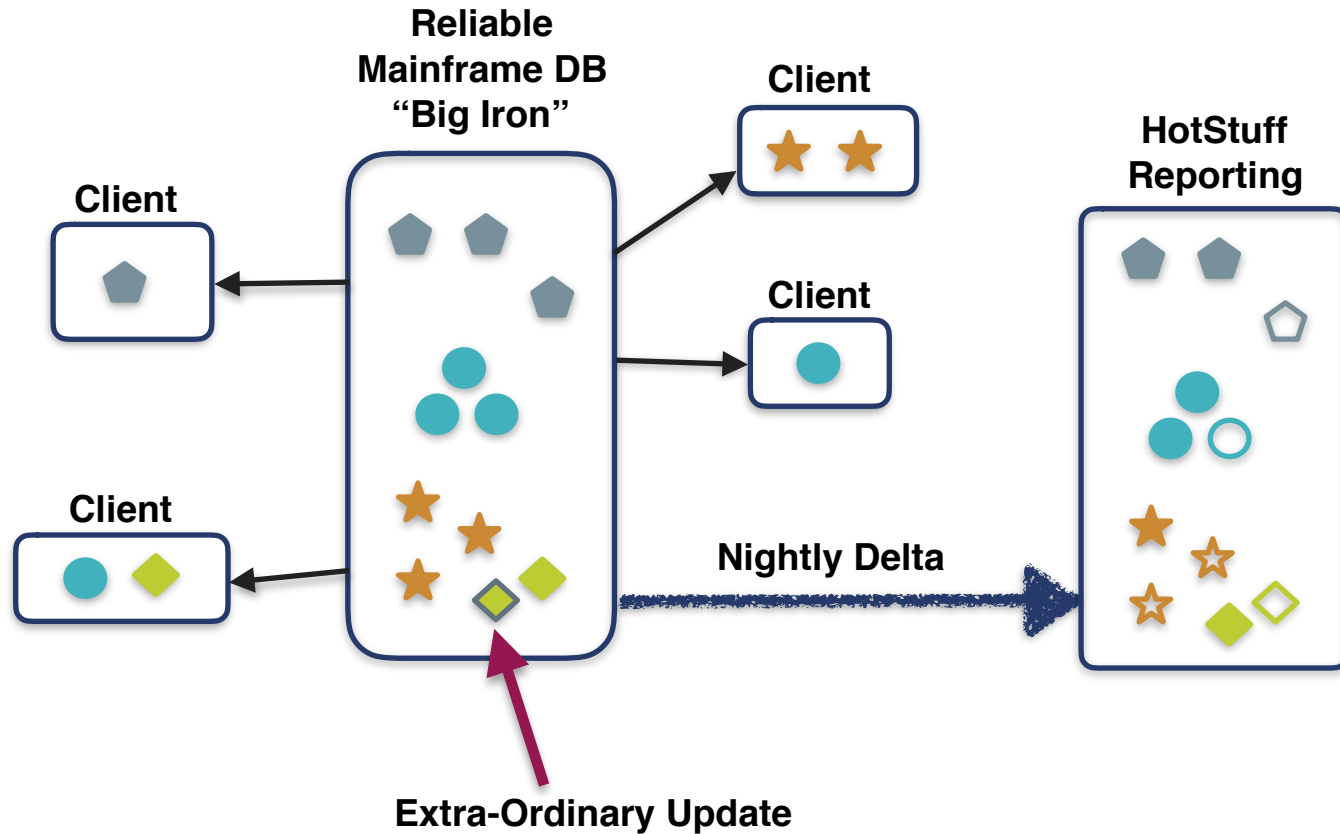 Reliable
Mainframe DB
“Big Iron”
Client
HotStuff
Reporting
Client
Client
Client
Nightly Delta
Extra-Ordinary Update